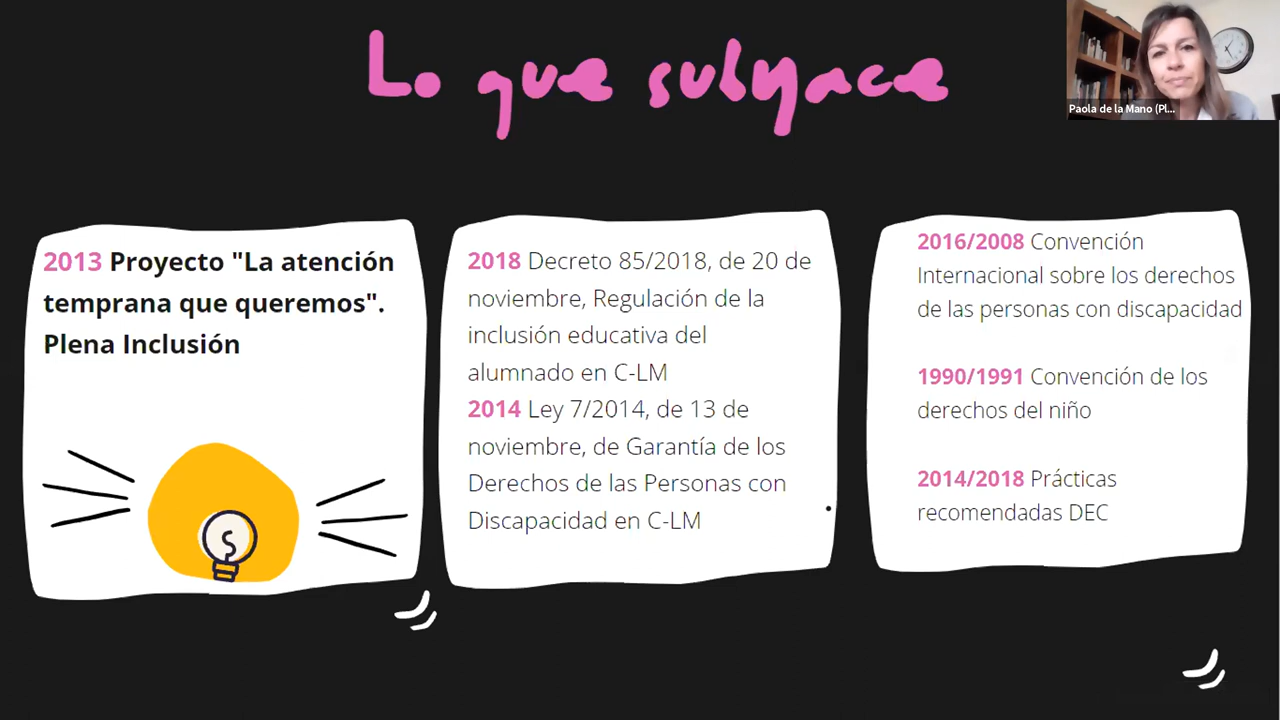 Lo que subyace
Paola de la Mano (Pl...
2013 Proyecto "La atención
temprana que queremos".
Plena Inclusión
2018 Decreto 85/2018, de 20 de
noviembre, Regulación de la
inclusión educativa del
alumnado en C-LM
2014 Ley 7/2014, de 13 de
noviembre, de Garantía de los
Derechos de las Personas con
Discapacidad en C-LM
2016/2008 Convención
Internacional sobre los derechos
de las personas con discapacidad
1990/1991 Convención de los
derechos del niño
2014/2018 Prácticas
recomendadas DEC